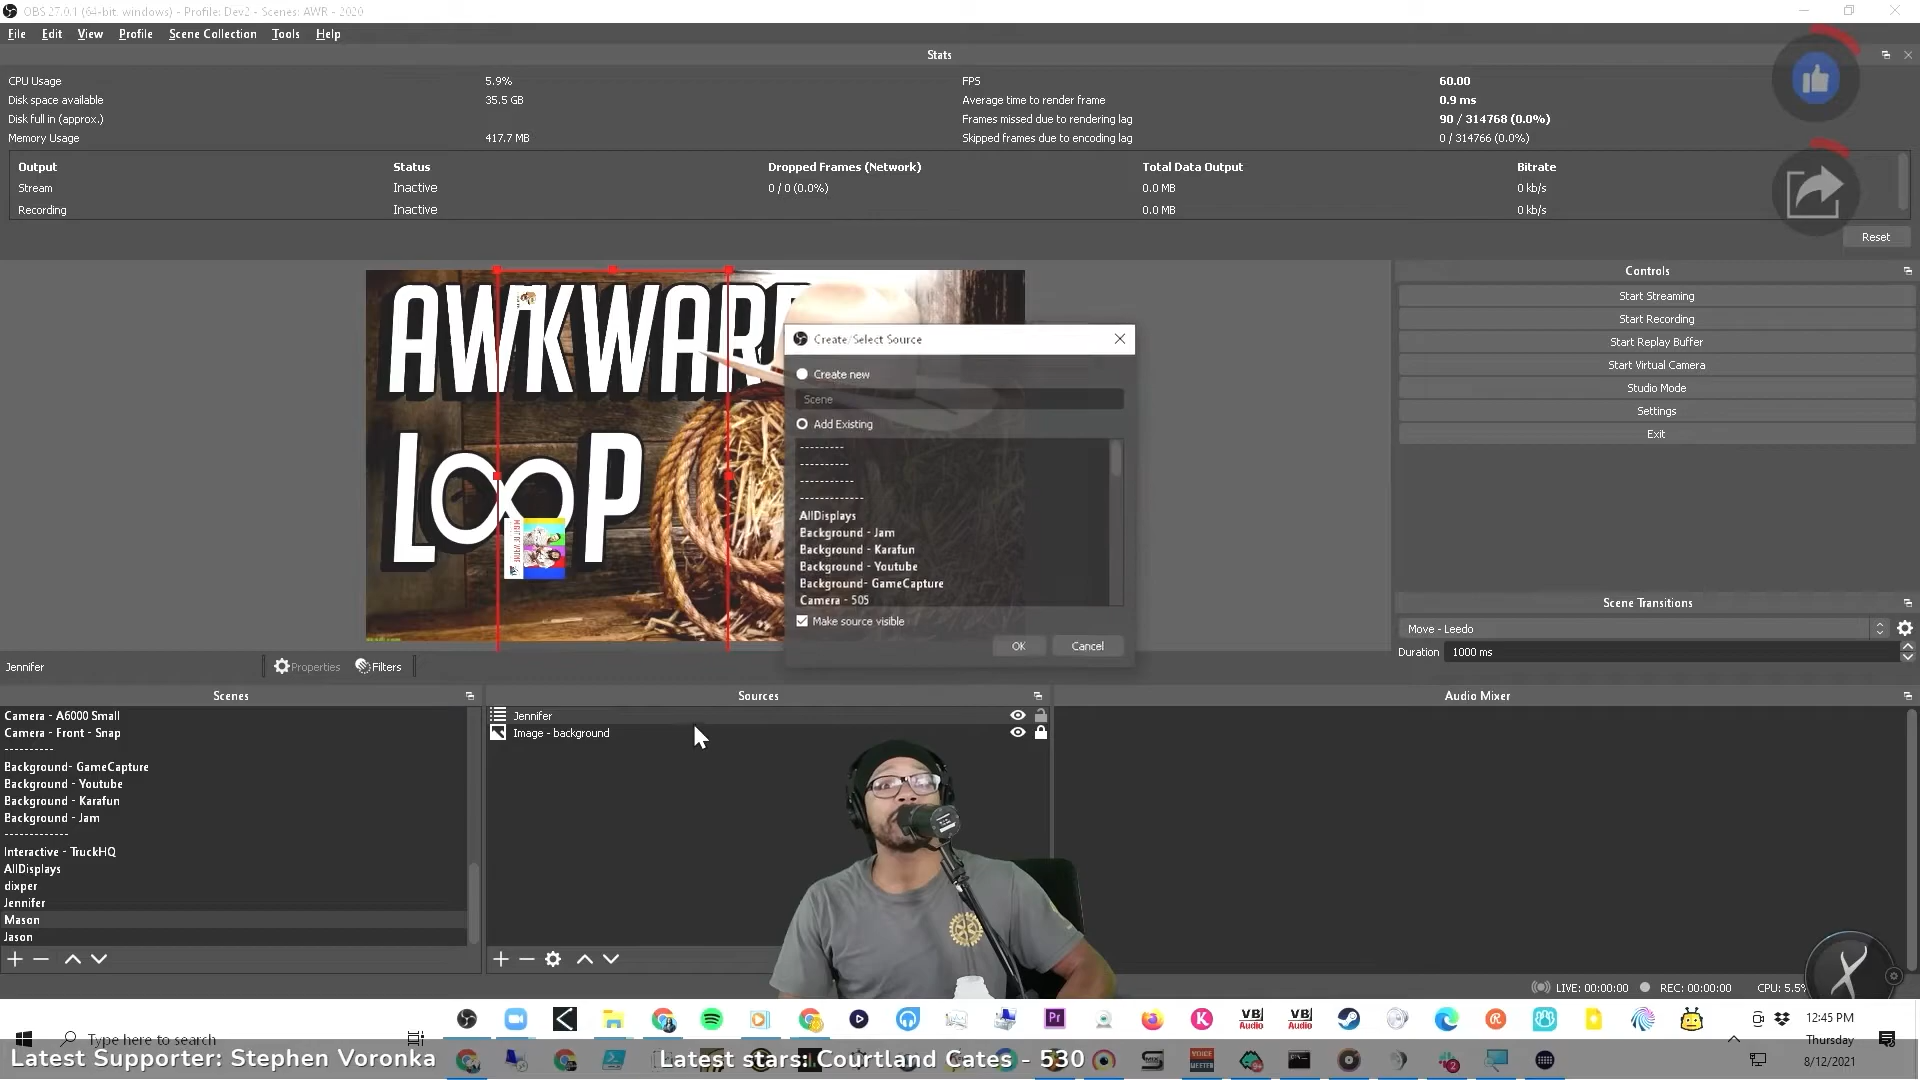 OBS 27.0.1 (64-bit, windows) - Profile: Dev2 - Scenes: AWR - 2020
File Edit View Profile Scene Collection Tools Help
Stats
CPU Usage 5.9% FPS 60.00
Disk space available 35.5 GB Average time to render frame 0.9 ms
Disk full in (approx.) Frames missed due to rendering lag 90 / 314768 (0.0%)
Memory Usage 417.7 MB Skipped frames due to encoding lag 0 / 314766 (0.0%)
Output Status Dropped Frames (Network) Total Data Output Bitrate
Stream Inactive 0 / 0 (0.0%) 0.0 MB 0 kb/s
Recording Inactive 0.0 MB 0 kb/s
Reset
AWKWAR
LOOP
Create/Select Source
Create new
Scene
Add Existing
---------
----------
-----------
-------------
AllDisplays
Background - Jam
Background - Karafun
Background - Youtube
Background- GameCapture
Camera - 505
Make source visible
OK Cancel
Controls
Start Streaming
Start Recording
Start Replay Buffer
Start Virtual Camera
Studio Mode
Settings
Exit
Scene Transitions
Move - Leedo
Duration 1000 ms
Jennifer Properties Filters
Scenes
Camera - A6000 Small
Camera - Front - Snap
----------
Background- GameCapture
Background - Youtube
Background - Karafun
Background - Jam
-------------
Interactive - TruckHQ
AllDisplays
dixper
Jennifer
Mason
Jason
Sources
Jennifer
Image - background
Audio Mixer
LIVE: 00:00:00 REC: 00:00:00 CPU: 5.5%
Type here to search
Pr
K
VB Audio
VB Audio
VOICE MEETER
12:45 PM
Thursday
8/12/2021
Latest Supporter: Stephen Voronka Latest stars: Courtland Cates - 530